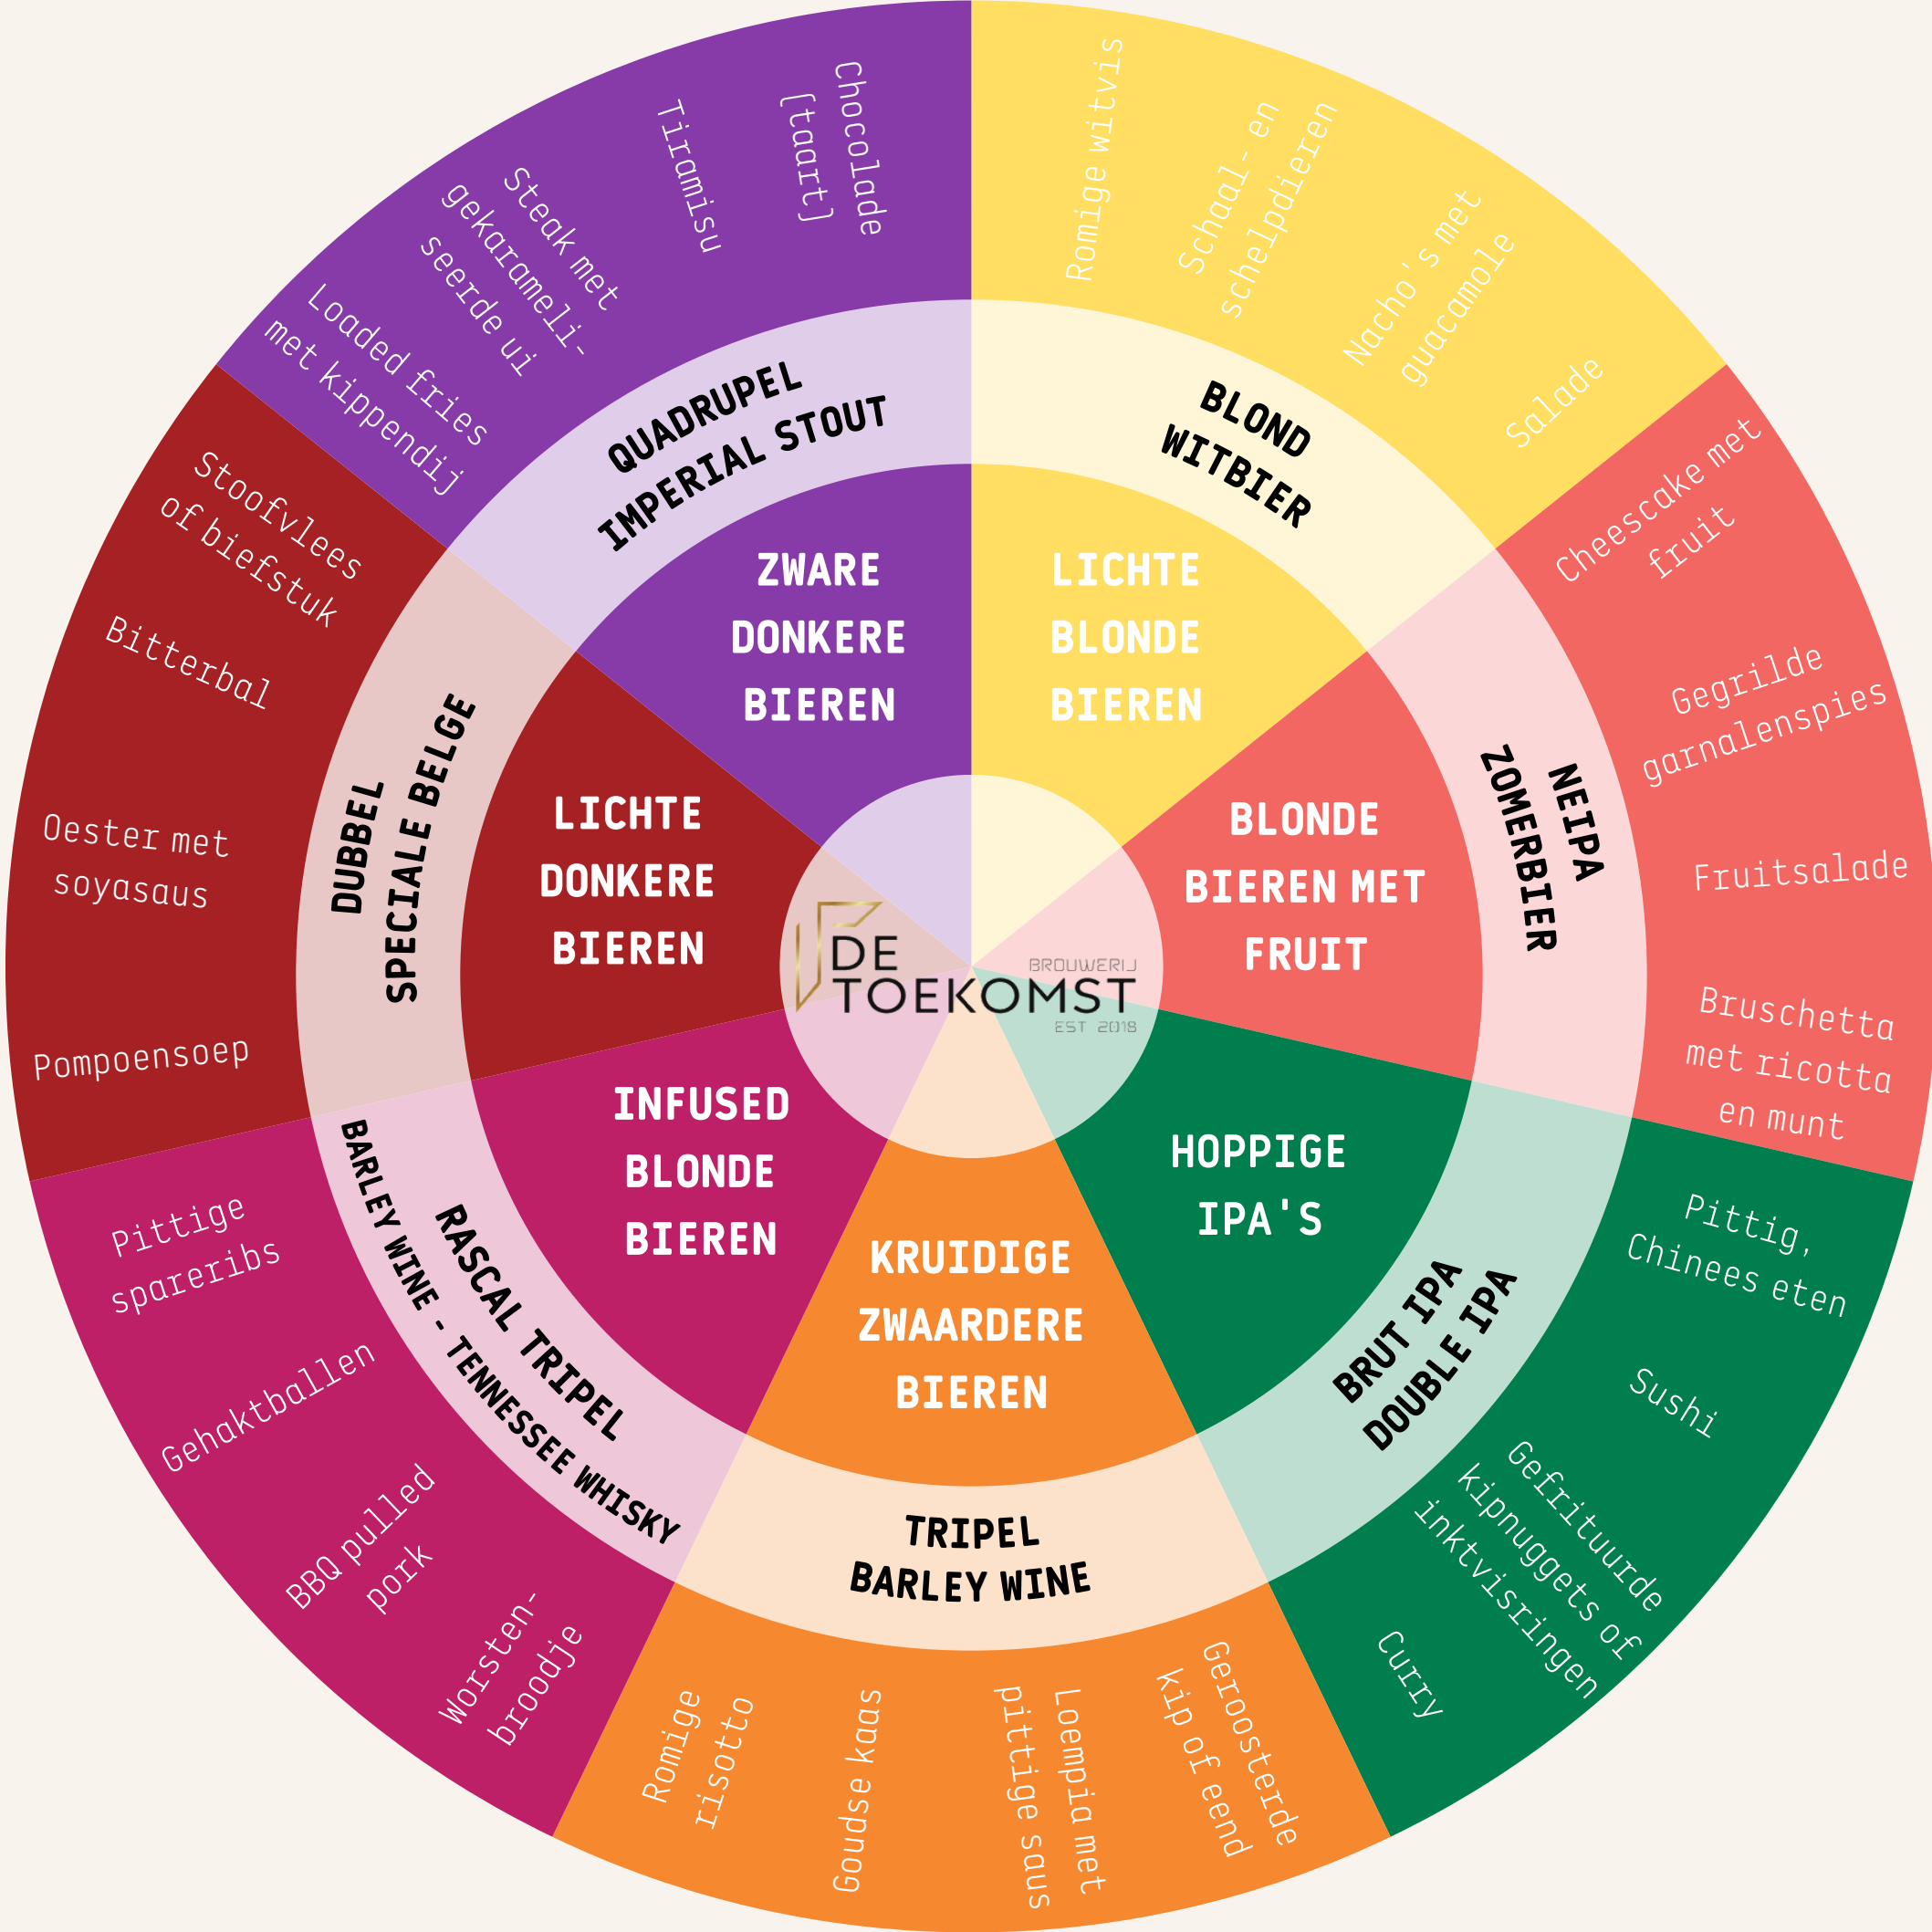 DE
TOEKOMST
BROUWERIJ
EST 2018
LICHTE
BLONDE
BIEREN
BLOND
WITBIER
Romige witvis
Schaal- en
schelpdieren
Nacho's met
guacamole
Salade
BLONDE
BIEREN MET
FRUIT
NEIPA
ZOMERBIER
Cheescake met
fruit
Gegrilde
garnalenspies
Fruitsalade
Bruschetta
met ricotta
en munt
HOPPIGE
IPA'S
BRUT IPA
DOUBLE IPA
Pittig,
Chinees eten
Sushi
Gefrituurde
kipnuggets of
inktvisringen
Curry
KRUIDIGE
ZWAARDERE
BIEREN
TRIPEL
BARLEY WINE
Geroosterde
kip of eend
Loempia met
pittige saus
Goudse kaas
Romige
risotto
INFUSED
BLONDE
BIEREN
RASCAL TRIPEL
BARLEY WINE - TENNESSEE WHISKY
Worsten-
broodje
BBQ pulled
pork
Gehaktballen
Pittige
spareribs
LICHTE
DONKERE
BIEREN
DUBBEL
SPECIALE BELGE
Pompoensoep
Oester met
soyasaus
Bitterbal
Stoofvlees
of biefstuk
ZWARE
DONKERE
BIEREN
QUADRUPEL
IMPERIAL STOUT
Loaded fries
met kippendij
Steak met
gekarameli-
seerde ui
Tiramisu
Chocolade
(taart)